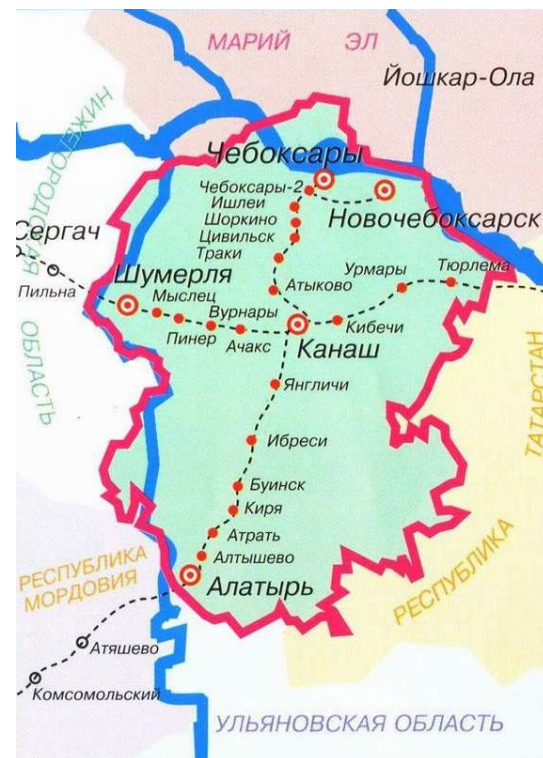 МАРИЙ ЭЛ
Йошкар-Ола
НИЖЕГОРОДСКАЯ
ОБЛАСТЬ
Чебоксары
Чебоксары-2
Ишлеи
Новочебоксарск
Шоркино
Цивильск
Сергач
Траки
Тюрлема
Урмары
Шумерля
Атыково
Пильна
Мыслец
Вурнары
Кибечи
Пинер
Ачакс
Канаш
ТАТАРСТАН
РЕСПУБЛИКА
Янгличи
Ибреси
Буинск
Киря
Атрать
РЕСПУБЛИКА
МОРДОВИЯ
Алтышево
Алатырь
Атяшево
Комсомольский
УЛЬЯНОВСКАЯ ОБЛАСТЬ